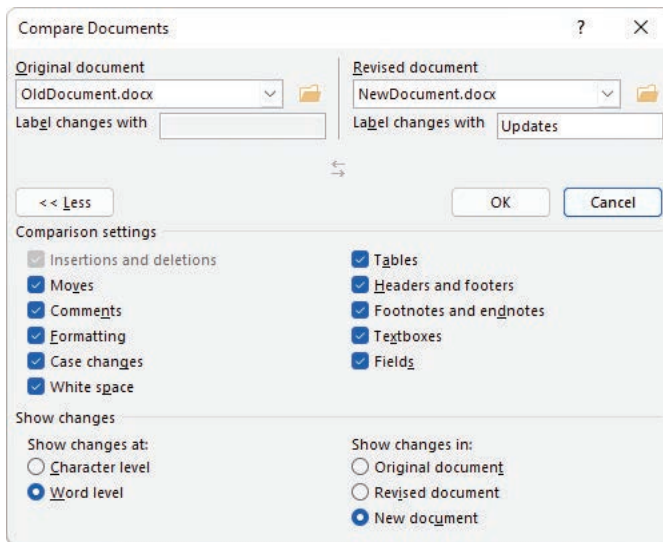 Compare Documents ?
Original document Revised document
OldDocument.docx NewDocument.docx
Label changes with Label changes with Updates
<< Less OK Cancel
Comparison settings
Insertions and deletions Tables
Moves Headers and footers
Comments Footnotes and endnotes
Formatting Textboxes
Case changes Fields
White space
Show changes
Show changes at: Show changes in:
Character level Original document
Word level Revised document
New document